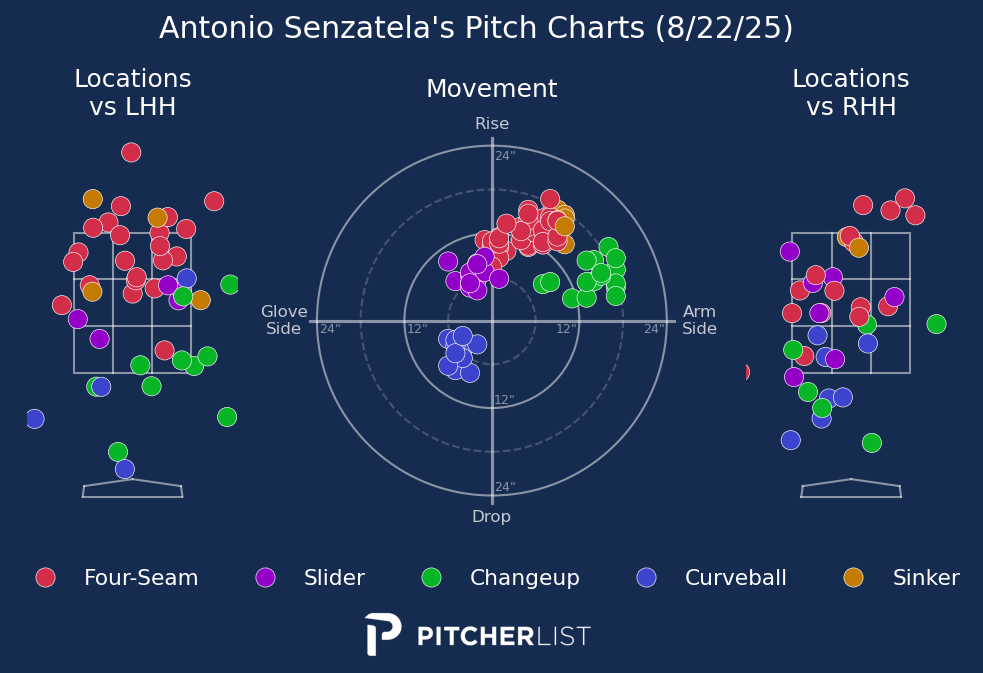 Antonio Senzatela's Pitch Charts (8/22/25)
Locations
vs LHH
Movement
Locations
vs RHH
Rise
24"
Glove
Side
24"
12"
12"
24"
Arm
Side
12"
24"
Drop
Four-Seam
Slider
Changeup
Curveball
Sinker
PITCHERLIST